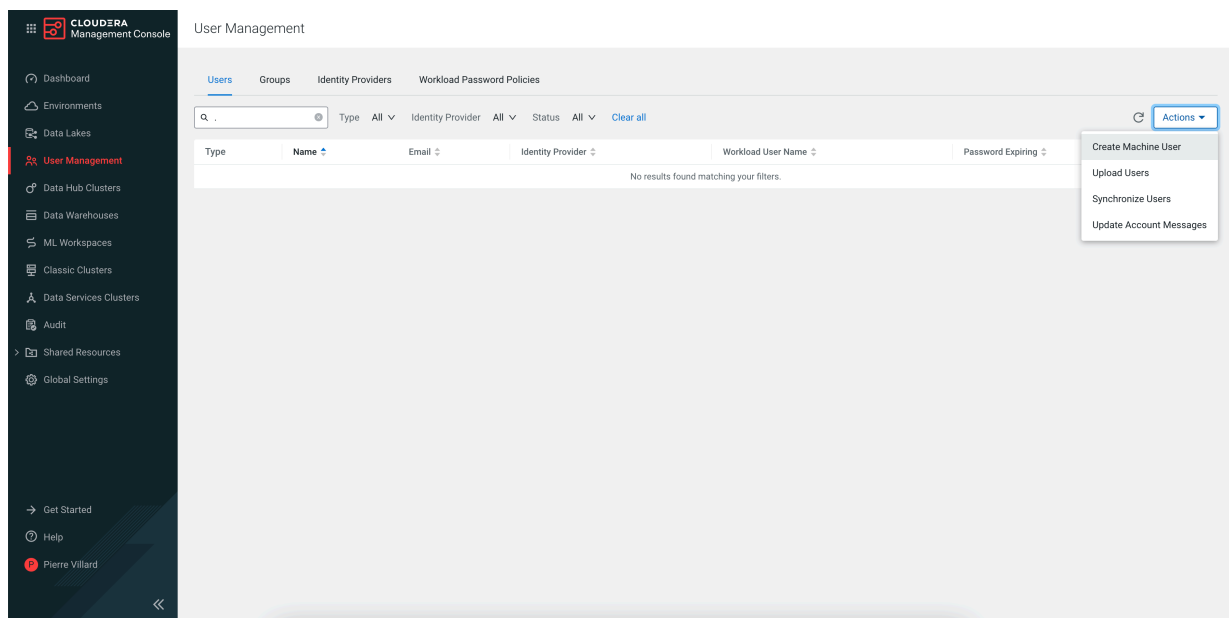 CLOUDERA
Management Console
Dashboard
Environments
Data Lakes
User Management
Data Hub Clusters
Data Warehouses
ML Workspaces
Classic Clusters
Data Services Clusters
Audit
Shared Resources
Global Settings
Get Started
Help
P Pierre Villard
User Management
Users Groups Identity Providers Workload Password Policies
. Type All Identity Provider All Status All Clear all Actions
Type Name Email Identity Provider Workload User Name Password Expiring
No results found matching your filters.
Create Machine User
Upload Users
Synchronize Users
Update Account Messages